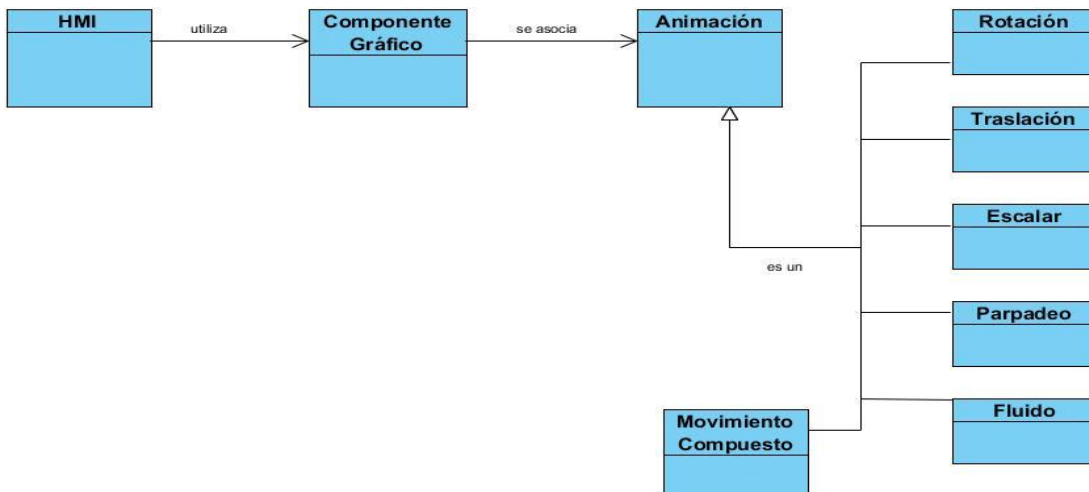 HMI
utiliza
Componente
Gráfico
se asocia
Animación
Rotación
Traslación
Escalar
es un
Parpadeo
Fluido
Movimiento
Compuesto